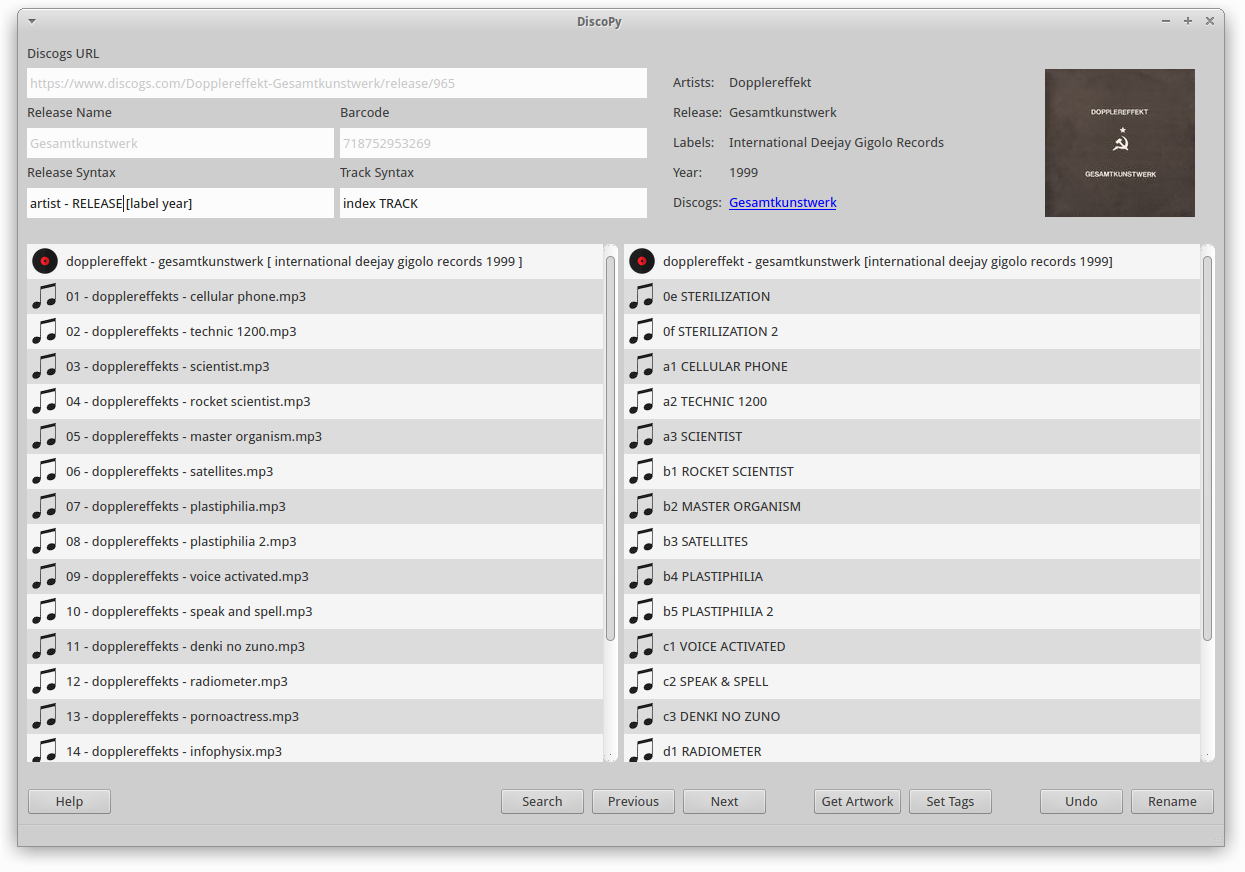 DiscoPy
Discogs URL
https://www.discogs.com/Dopplereffekt-Gesamtkunstwerk/release/965
Release Name
Barcode
Gesamtkunstwerk
718752953269
Release Syntax
Track Syntax
artist - RELEASE [label year]
index TRACK
Artists: Dopplereffekt
Release: Gesamtkunstwerk
Labels: International Deejay Gigolo Records
Year: 1999
Discogs: Gesamtkunstwerk
DOPPLEREFFEKT
GESAMTKUNSTWERK
dopplereffekt - gesamtkunstwerk [ international deejay gigolo records 1999 ]
01 - dopplereffekts - cellular phone.mp3
02 - dopplereffekts - technic 1200.mp3
03 - dopplereffekts - scientist.mp3
04 - dopplereffekts - rocket scientist.mp3
05 - dopplereffekts - master organism.mp3
06 - dopplereffekts - satellites.mp3
07 - dopplereffekts - plastiphilia.mp3
08 - dopplereffekts - plastiphilia 2.mp3
09 - dopplereffekts - voice activated.mp3
10 - dopplereffekts - speak and spell.mp3
11 - dopplereffekts - denki no zuno.mp3
12 - dopplereffekts - radiometer.mp3
13 - dopplereffekts - pornoactress.mp3
14 - dopplereffekts - infophysix.mp3
dopplereffekt - gesamtkunstwerk [international deejay gigolo records 1999]
0e STERILIZATION
0f STERILIZATION 2
a1 CELLULAR PHONE
a2 TECHNIC 1200
a3 SCIENTIST
b1 ROCKET SCIENTIST
b2 MASTER ORGANISM
b3 SATELLITES
b4 PLASTIPHILIA
b5 PLASTIPHILIA 2
c1 VOICE ACTIVATED
c2 SPEAK & SPELL
c3 DENKI NO ZUNO
d1 RADIOMETER
Help
Search
Previous
Next
Get Artwork
Set Tags
Undo
Rename